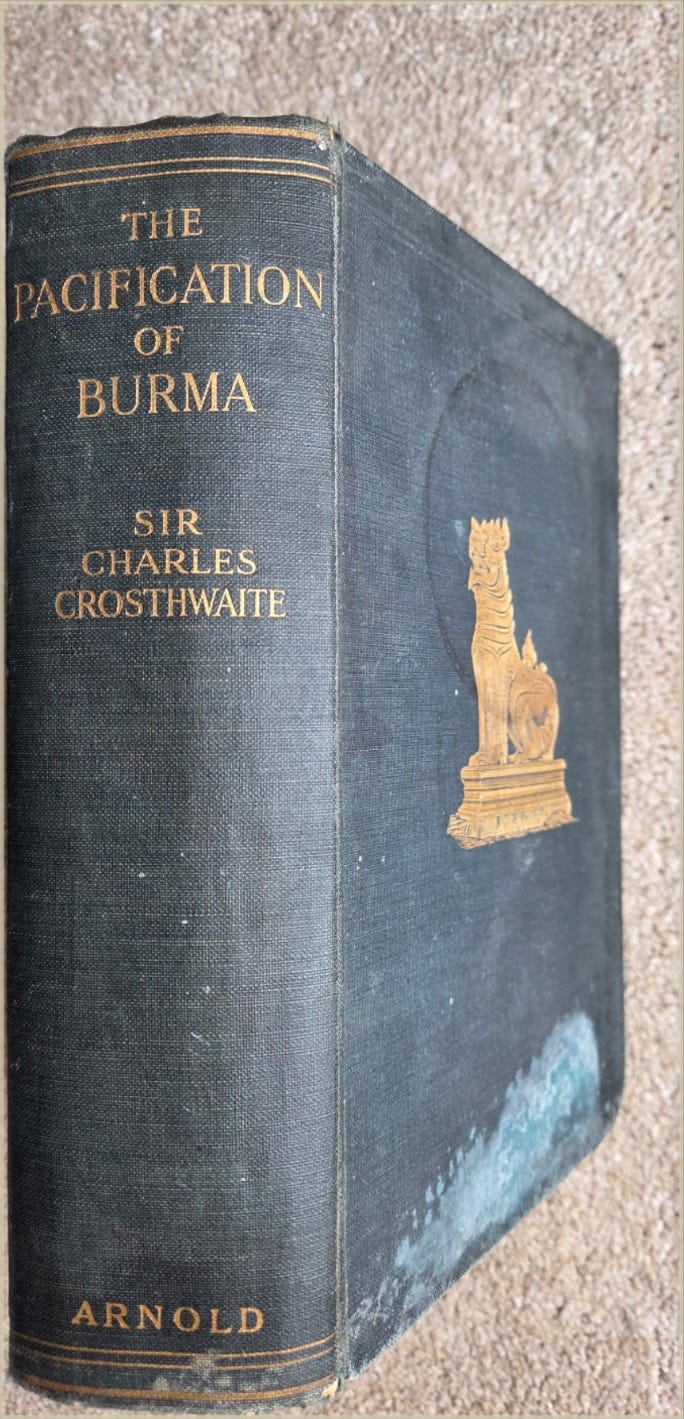 THE
PACIFICATION
OF
BURMA
SIR
CHARLES
CROSTHWAITE
ARNOLD